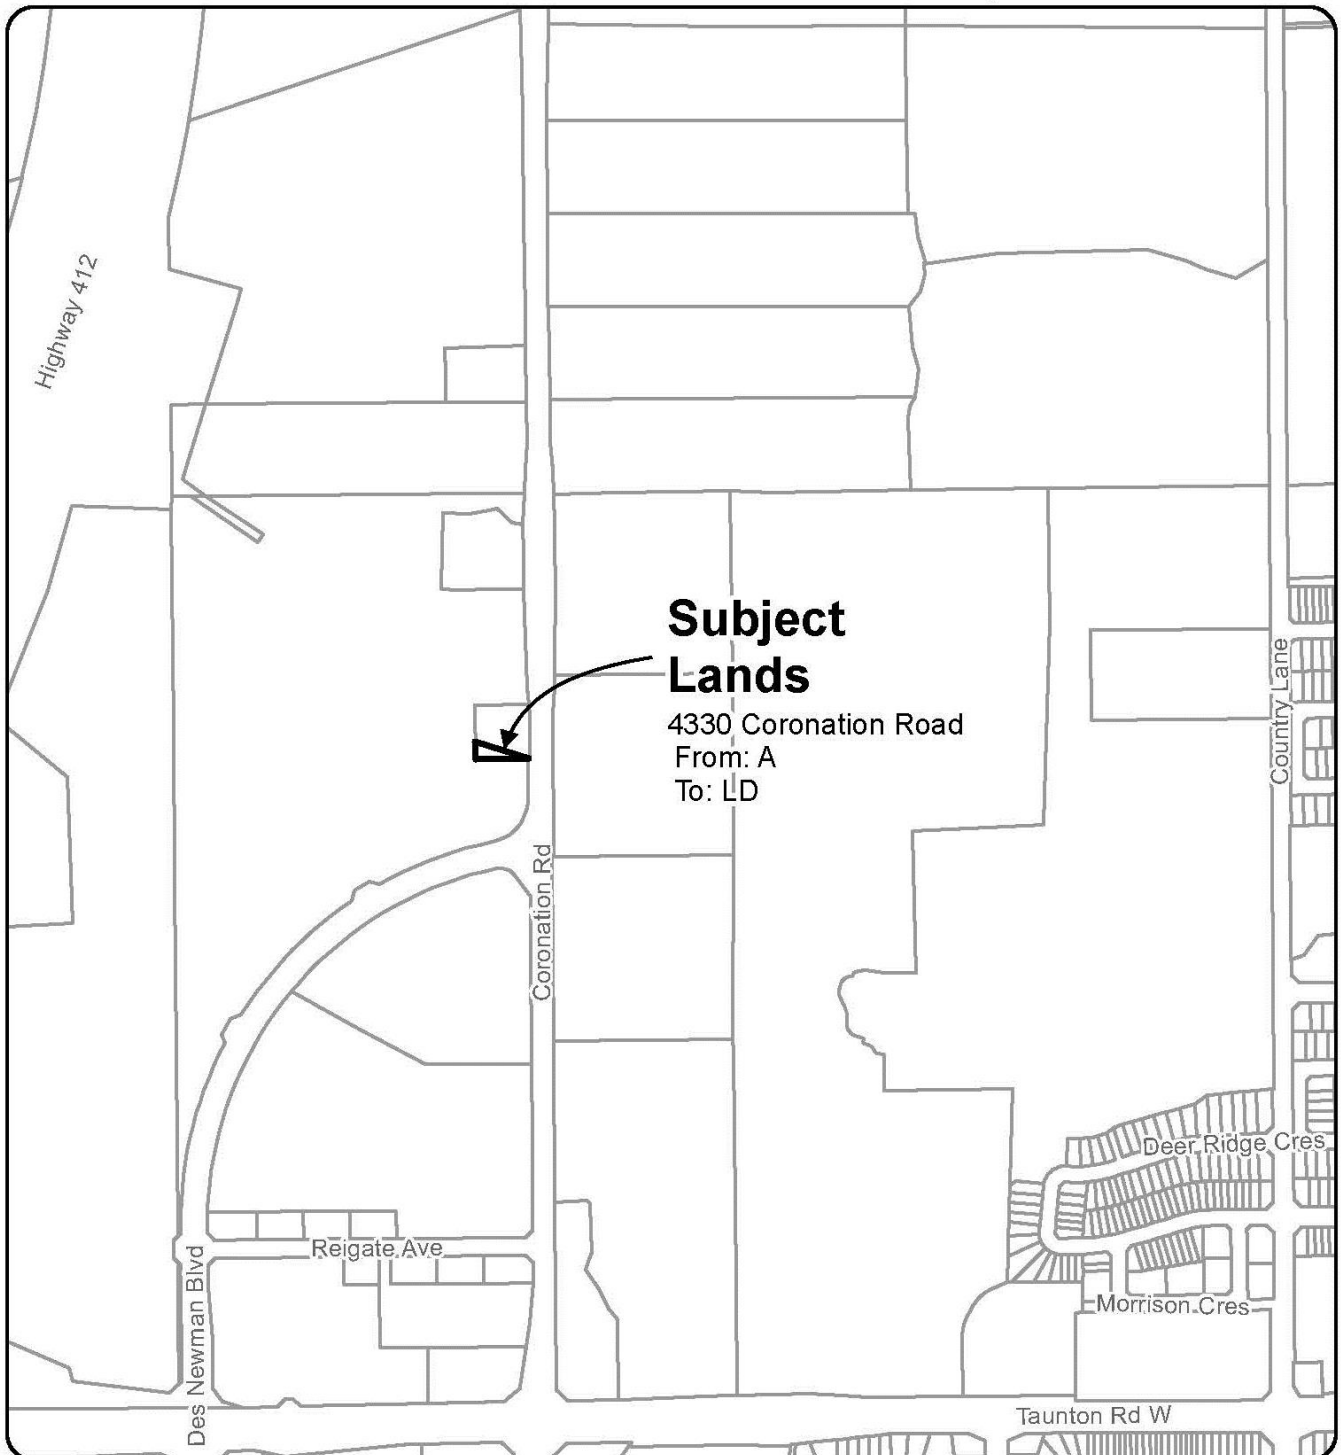 Highway 412
Subject
Lands
4330 Coronation Road
From: A
To: LD
Country Lane
Coronation Rd
Deer Ridge Cres
Reigate Ave
Des Newman Blvd
Morrison Cres
Taunton Rd W